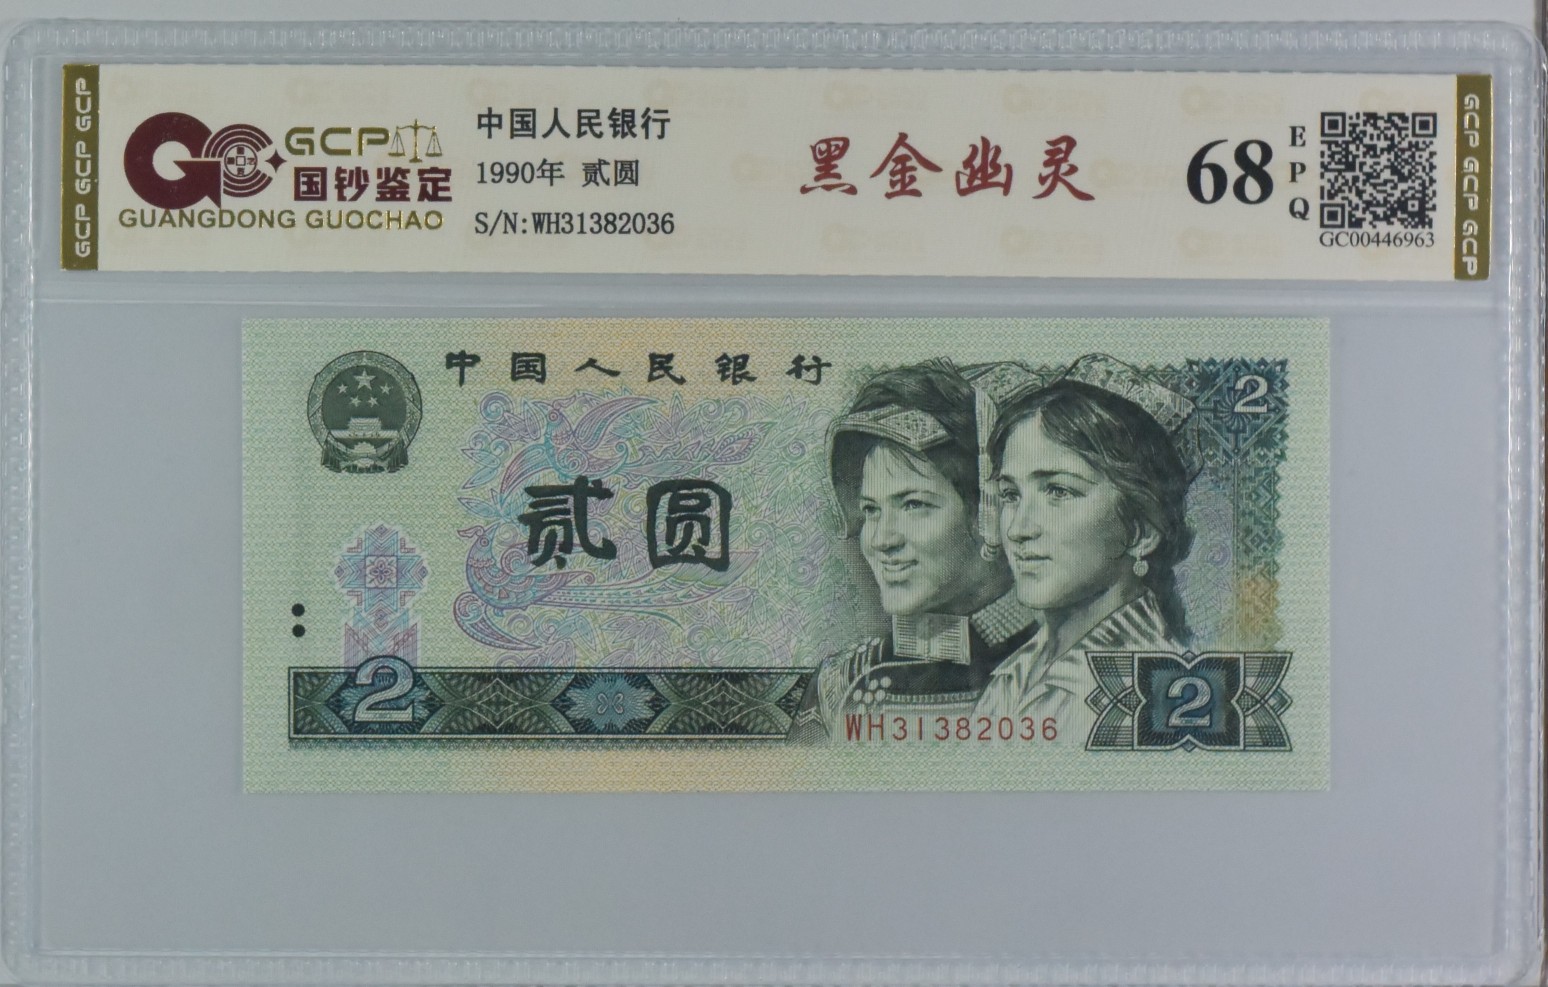 GCP GCP GCP
GCP
国钞鉴定
GUANGDONG GUOCHAO
中国人民银行
1990年 贰圆
S/N:WH31382036
黑金幽灵
68
EPQ
GC00446963
GCP GCP GCP
中国人民银行
2
贰圆
2
WH31382036
2